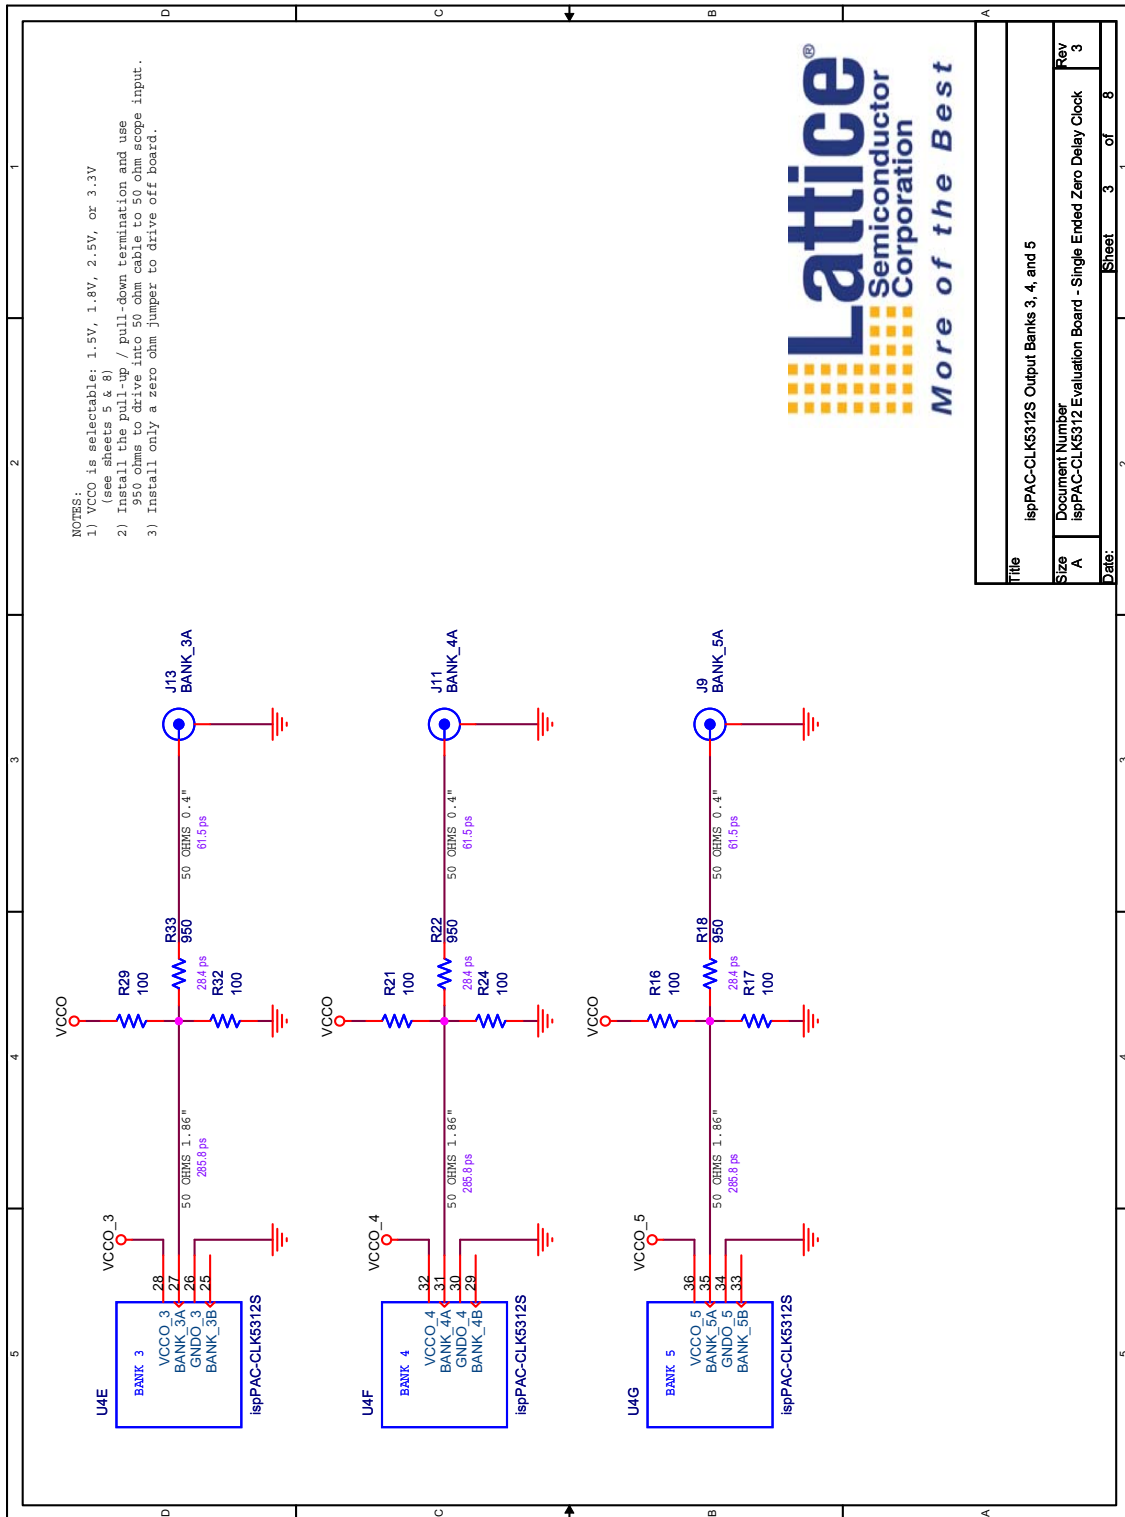 5
4
3
2
1
D
C
B
A
NOTES:
1) VCCO is selectable: 1.5V, 1.8V, 2.5V, or 3.3V
(see sheets 5 & 8)
2) Install the pull-up / pull-down termination and use
950 ohms to drive into 50 ohm cable to 50 ohm scope input.
3) Install only a zero ohm jumper to drive off board.
U4E
BANK 3
VCCO_3
BANK_3A
GNDO_3
BANK_3B
28
27
26
25
ispPAC-CLK5312S
VCCO_3
50 OHMS 1.86"
285.8 ps
VCCO
R29
100
R32
100
28.4 ps
R33
950
50 OHMS 0.4"
61.5 ps
J13
BANK_3A
U4F
BANK 4
VCCO_4
BANK_4A
GNDO_4
BANK_4B
32
31
30
29
ispPAC-CLK5312S
VCCO_4
50 OHMS 1.86"
285.8 ps
VCCO
R21
100
R24
100
28.4 ps
R22
950
50 OHMS 0.4"
61.5 ps
J11
BANK_4A
U4G
BANK 5
VCCO_5
BANK_5A
GNDO_5
BANK_5B
36
35
34
33
ispPAC-CLK5312S
VCCO_5
50 OHMS 1.86"
285.8 ps
VCCO
R16
100
R17
100
28.4 ps
R18
950
50 OHMS 0.4"
61.5 ps
J9
BANK_5A
Lattice®
Semiconductor
Corporation
More of the Best
Title
ispPAC-CLK5312S Output Banks 3, 4, and 5
Size
A
Document Number
ispPAC-CLK5312 Evaluation Board - Single Ended Zero Delay Clock
Rev
3
Date:
Sheet 3 of 8
D
C
B
A
5
4
3
2
1